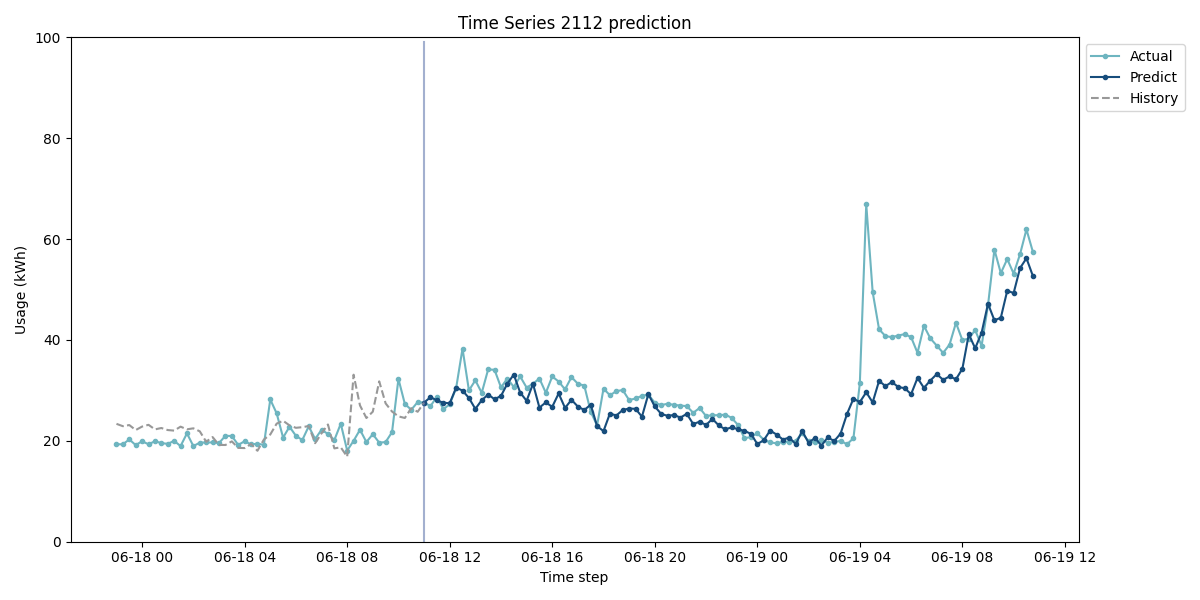 Time Series 2112 prediction
100
80
60
40
20
0
Usage (kWh)
06-18 00
06-18 04
06-18 08
06-18 12
06-18 16
06-18 20
06-19 00
06-19 04
06-19 08
06-19 12
Time step
Actual
Predict
History